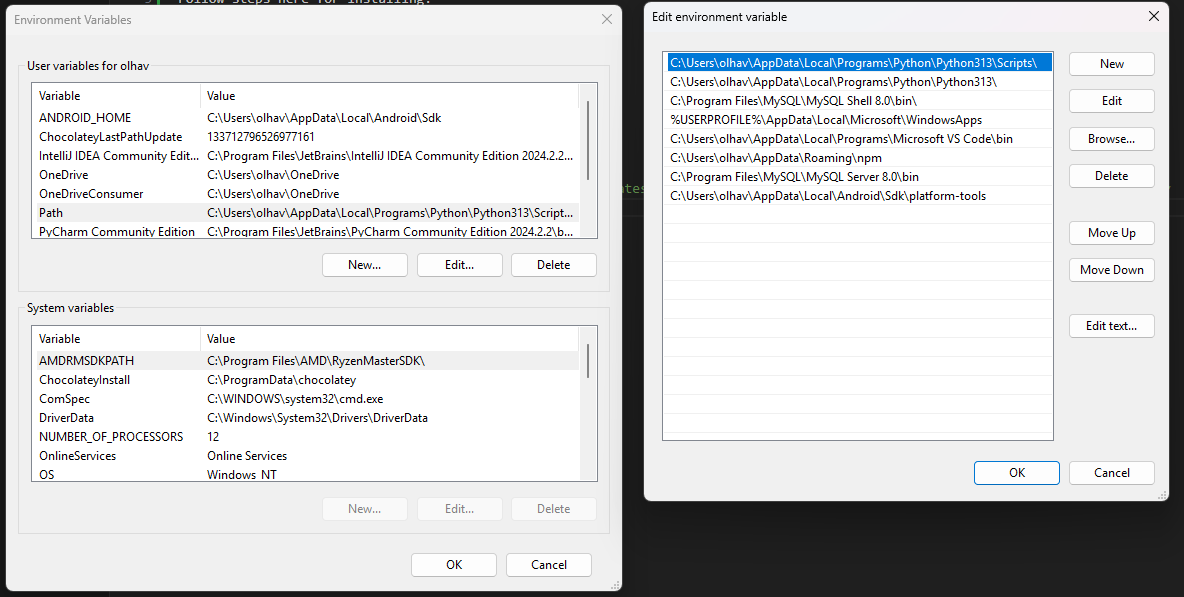 Follow steps here for installing:
Environment Variables
User variables for olhav
Variable Value
ANDROID_HOME C:\Users\olhav\AppData\Local\Android\Sdk
ChocolateyLastPathUpdate 133712796526977161
IntelliJ IDEA Community Edit... C:\Program Files\JetBrains\IntelliJ IDEA Community Edition 2024.2.2...
OneDrive C:\Users\olhav\OneDrive
OneDriveConsumer C:\Users\olhav\OneDrive
Path C:\Users\olhav\AppData\Local\Programs\Python\Python313\Script...
PyCharm Community Edition C:\Program Files\JetBrains\PyCharm Community Edition 2024.2.2\b...
New... Edit... Delete
System variables
Variable Value
AMDRMSDKPATH C:\Program Files\AMD\RyzenMasterSDK\
ChocolateyInstall C:\ProgramData\chocolatey
ComSpec C:\WINDOWS\system32\cmd.exe
DriverData C:\Windows\System32\Drivers\DriverData
NUMBER_OF_PROCESSORS 12
OnlineServices Online Services
OS Windows_NT
New... Edit... Delete
OK Cancel
Edit environment variable
C:\Users\olhav\AppData\Local\Programs\Python\Python313\Scripts\
C:\Users\olhav\AppData\Local\Programs\Python\Python313\
C:\Program Files\MySQL\MySQL Shell 8.0\bin\
%USERPROFILE%\AppData\Local\Microsoft\WindowsApps
C:\Users\olhav\AppData\Local\Programs\Microsoft VS Code\bin
C:\Users\olhav\AppData\Roaming\npm
C:\Program Files\MySQL\MySQL Server 8.0\bin
C:\Users\olhav\AppData\Local\Android\Sdk\platform-tools
New
Edit
Browse...
Delete
Move Up
Move Down
Edit text...
OK Cancel